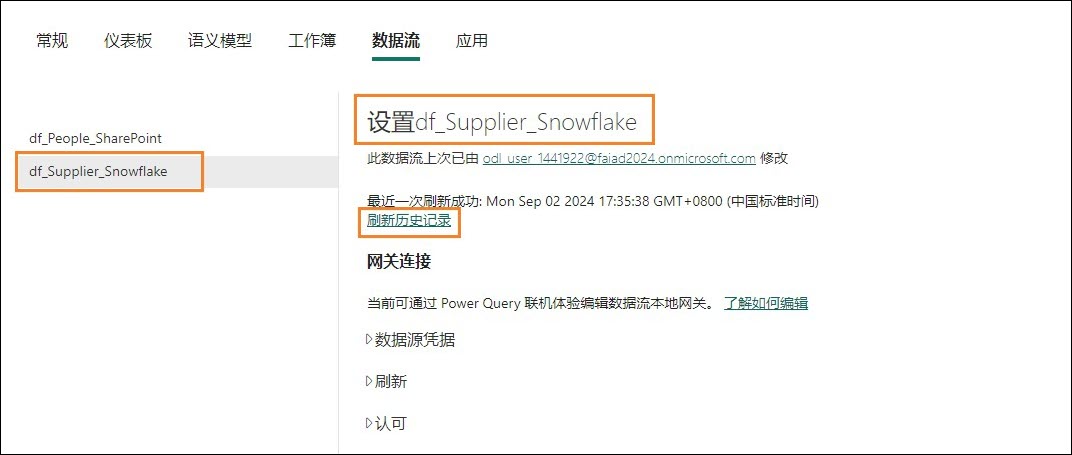 常规 仪表板 语义模型 工作簿 数据流 应用
df_People_SharePoint
df_Supplier_Snowflake
设置df_Supplier_Snowflake
此数据流上次已由 odl_user_1441922@faiad2024.onmicrosoft.com 修改
最近一次刷新成功: Mon Sep 02 2024 17:35:38 GMT+0800 (中国标准时间)
刷新历史记录
网关连接
当前可通过 Power Query 联机体验编辑数据流本地网关。 了解如何编辑
数据源凭据
刷新
认可